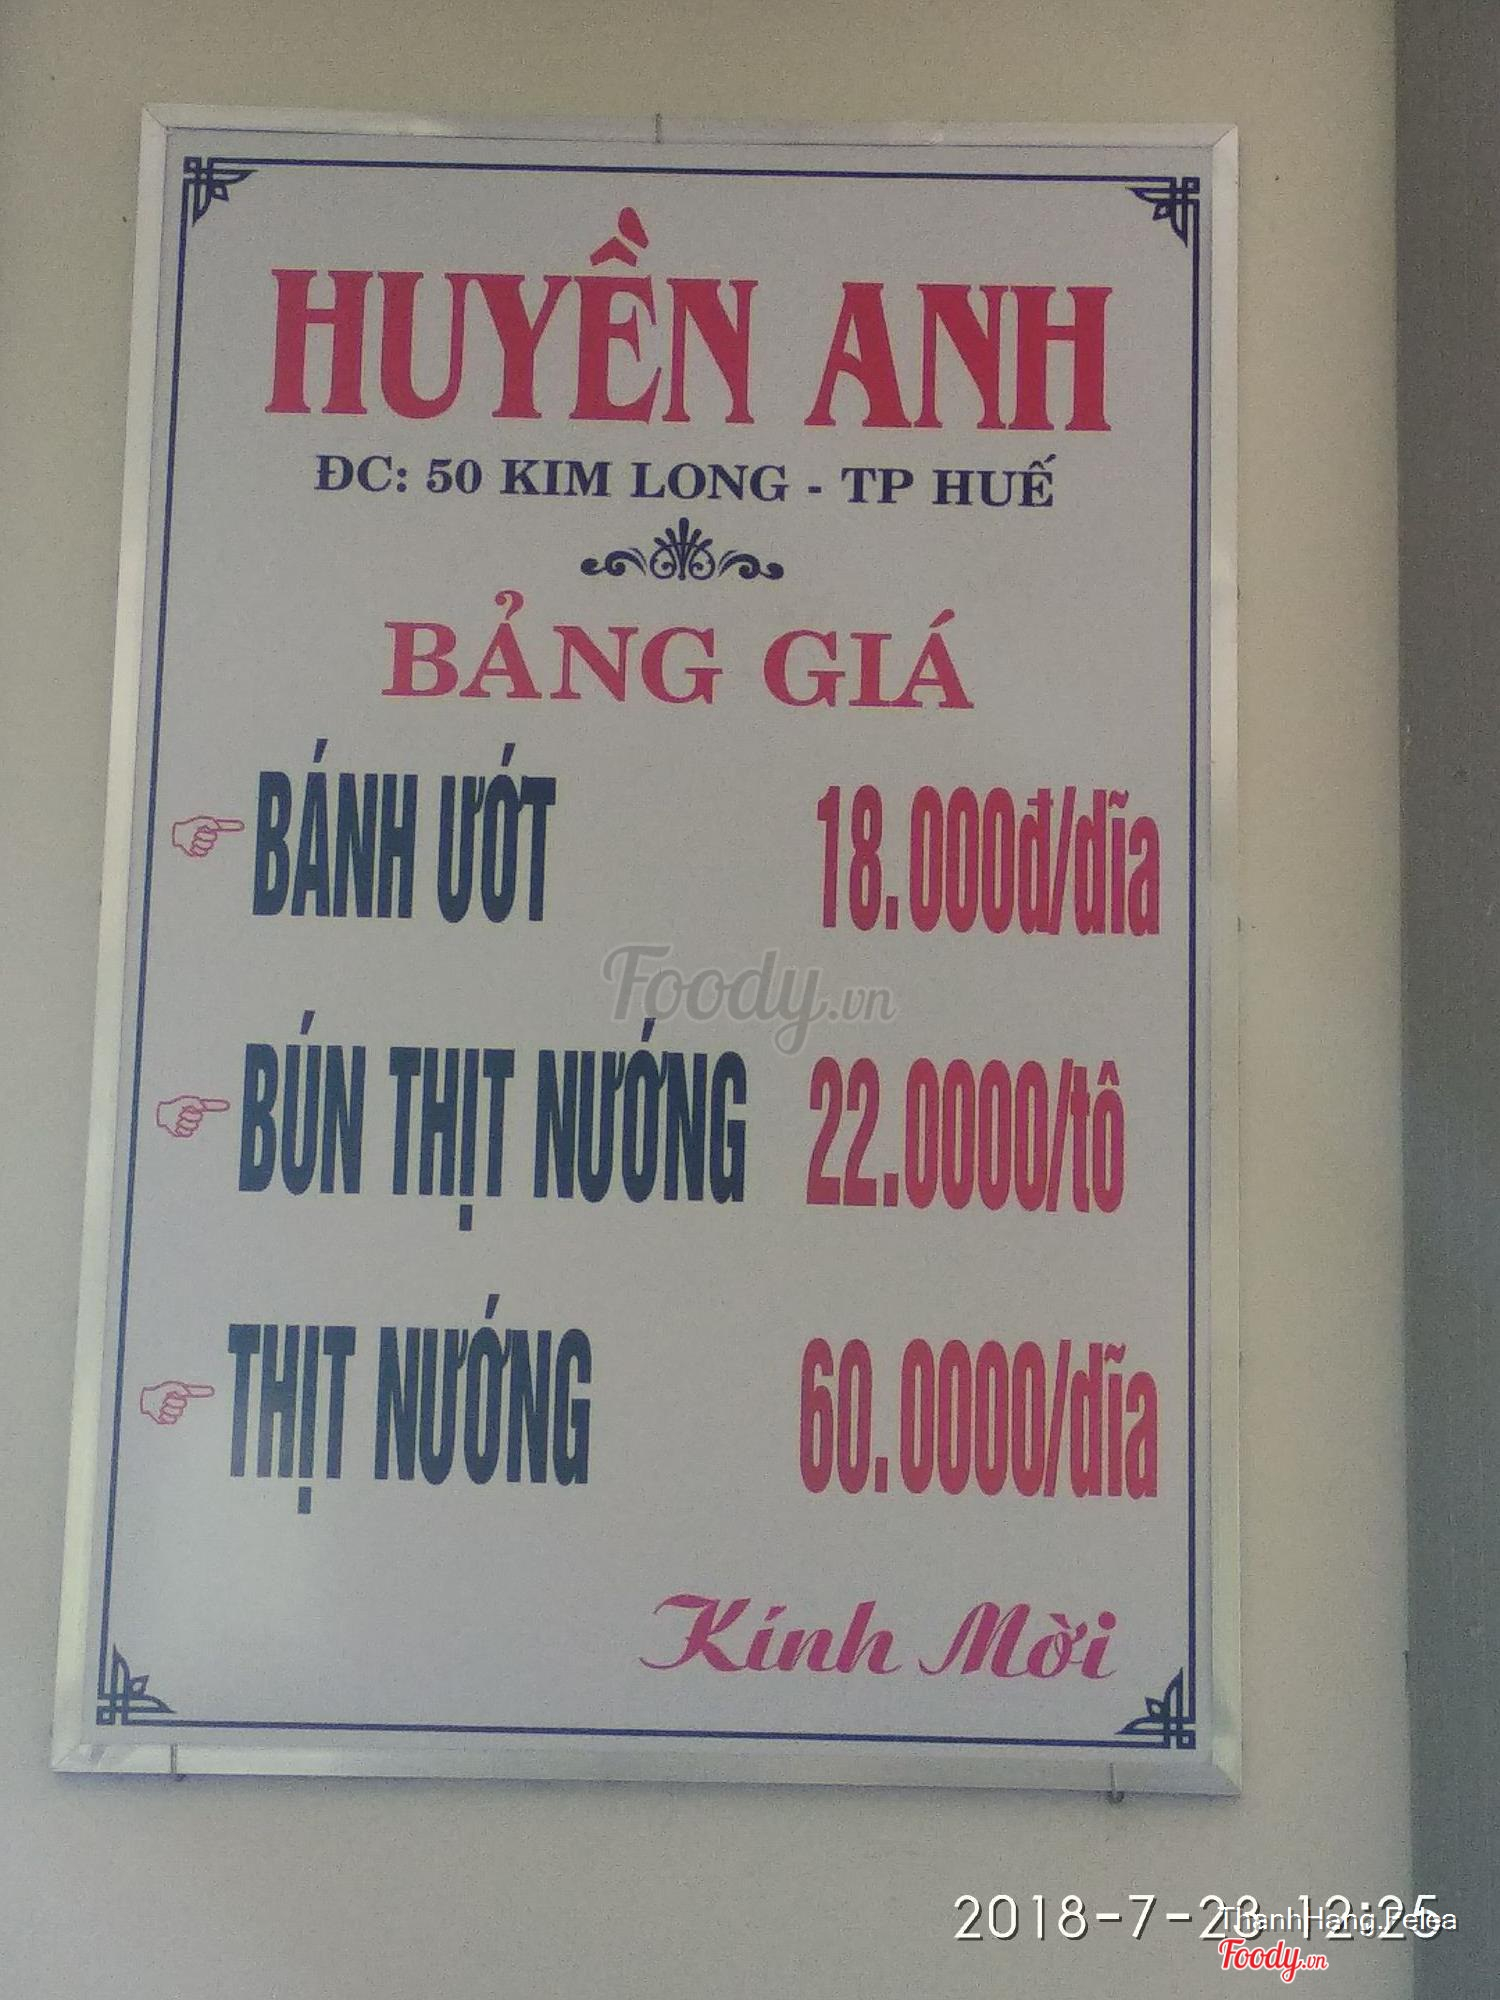 HUYỀN ANH
ĐC: 50 KIM LONG - TP HUẾ
BẢNG GIÁ
BÁNH ƯỚT 18.000đ/dĩa
Foody.vn
BÚN THỊT NƯỚNG 22.0000/tô
THỊT NƯỚNG 60.0000/dĩa
Kính Mời
2018-7-23 12:25
ThanhHang.Felea
Foody.vn